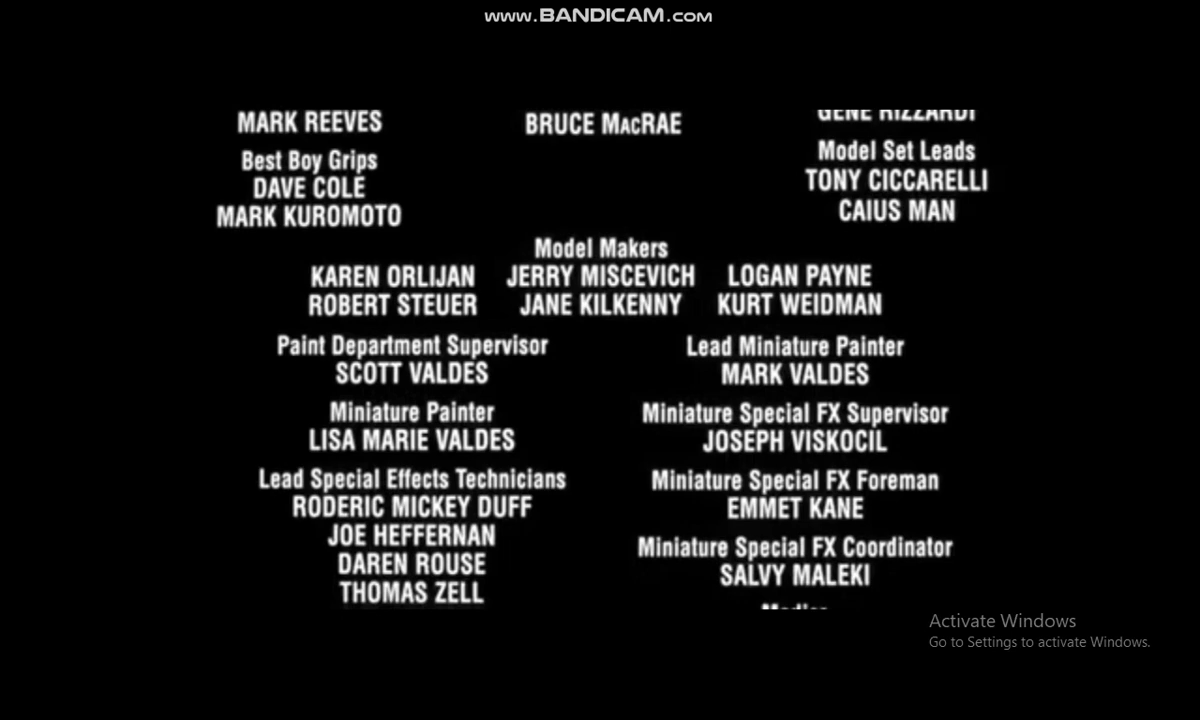 www.BANDICAM.com
MARK REEVES
BRUCE MacRAE
GENE RIZZARDI
Best Boy Grips
DAVE COLE
MARK KUROMOTO
Model Set Leads
TONY CICCARELLI
CAIUS MAN
Model Makers
KAREN ORLIJAN JERRY MISCEVICH LOGAN PAYNE
ROBERT STEUER JANE KILKENNY KURT WEIDMAN
Paint Department Supervisor
SCOTT VALDES
Lead Miniature Painter
MARK VALDES
Miniature Painter
LISA MARIE VALDES
Miniature Special FX Supervisor
JOSEPH VISKOCIL
Lead Special Effects Technicians
RODERIC MICKEY DUFF
JOE HEFFERNAN
DAREN ROUSE
THOMAS ZELL
Miniature Special FX Foreman
EMMET KANE
Miniature Special FX Coordinator
SALVY MALEKI
Activate Windows
Go to Settings to activate Windows.